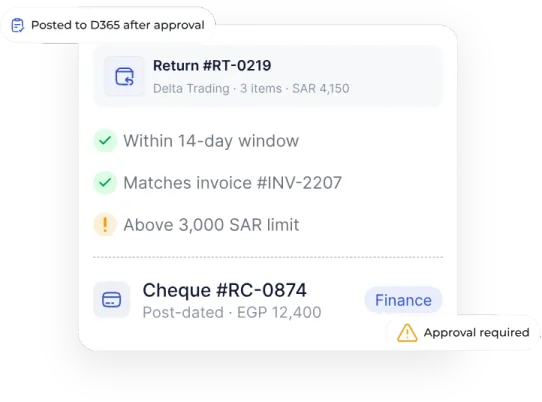 Posted to D365 after approval
Return #RT-0219
Delta Trading · 3 items · SAR 4,150
Within 14-day window
Matches invoice #INV-2207
Above 3,000 SAR limit
Cheque #RC-0874
Post-dated · EGP 12,400
Finance
Approval required